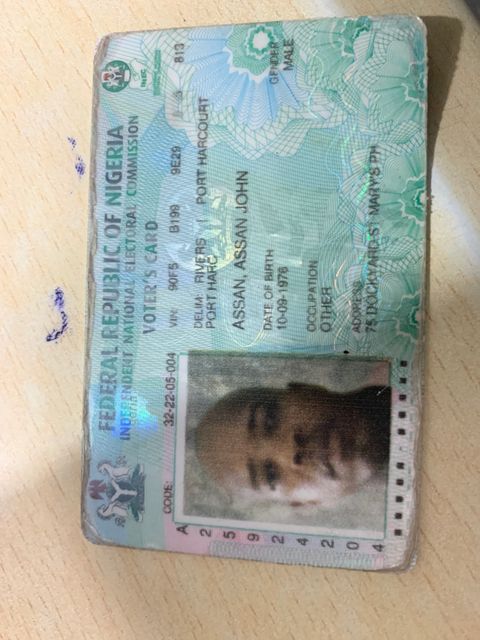 FEDERAL REPUBLIC OF NIGERIA
INDEPENDENT NATIONAL ELECTORAL COMMISSION
VOTER'S CARD
CODE: 32-22-05-004
VIN: 90F5 B199 9E29 813
DELIM: RIVERS | PORT HARCOURT
PORT HARC
ASSAN, ASSAN JOHN
DATE OF BIRTH
10-09-1976
GENDER
MALE
OCCUPATION
OTHER
ADDRESS
75 DOCKYARD ST MARY'S PH
A
2
5
9
2
4
2
0
4
INEC